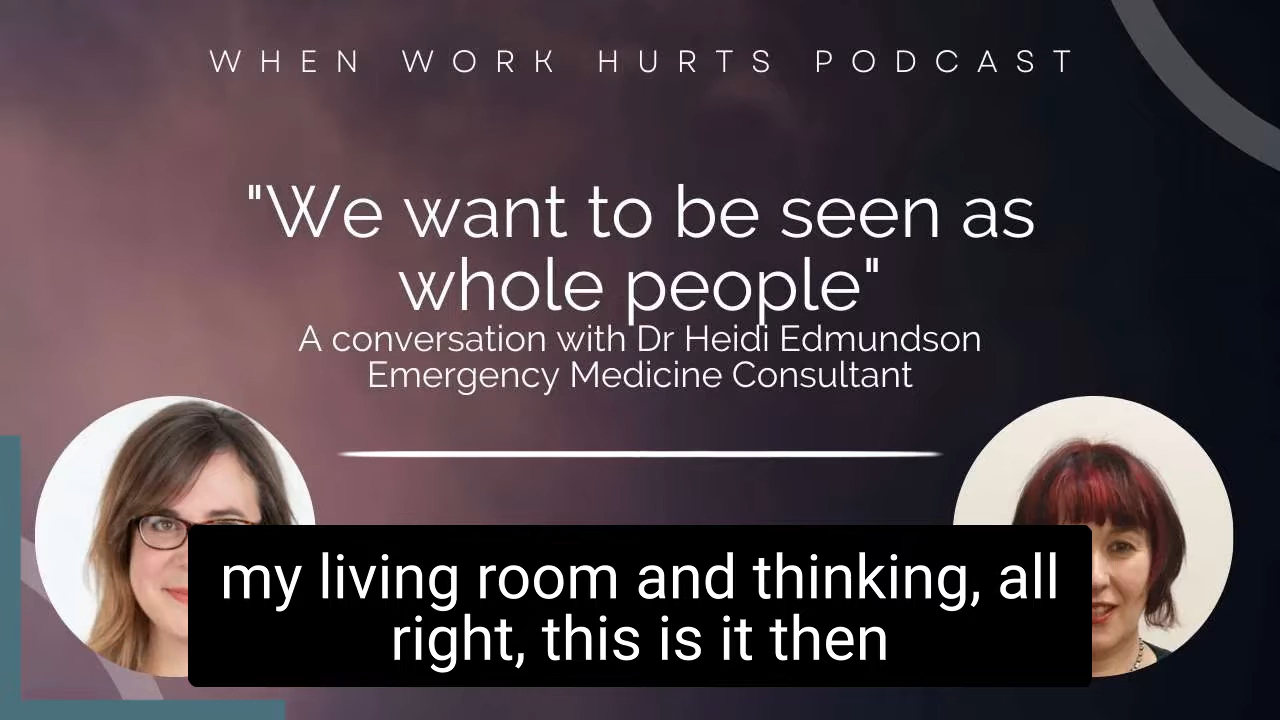 WHEN WORK HURTS PODCAST
"We want to be seen as
whole people"
A conversation with Dr Heidi Edmundson
Emergency Medicine Consultant
my living room and thinking, all
right, this is it then